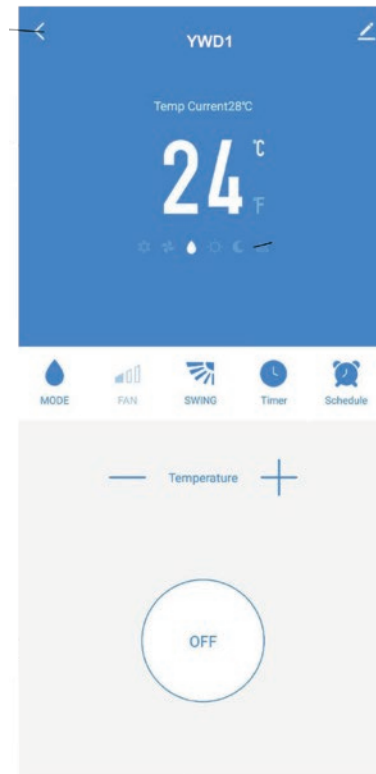 YWD1
Temp Current28°C
24 °C
°F
MODE FAN SWING Timer Schedule
Temperature
OFF